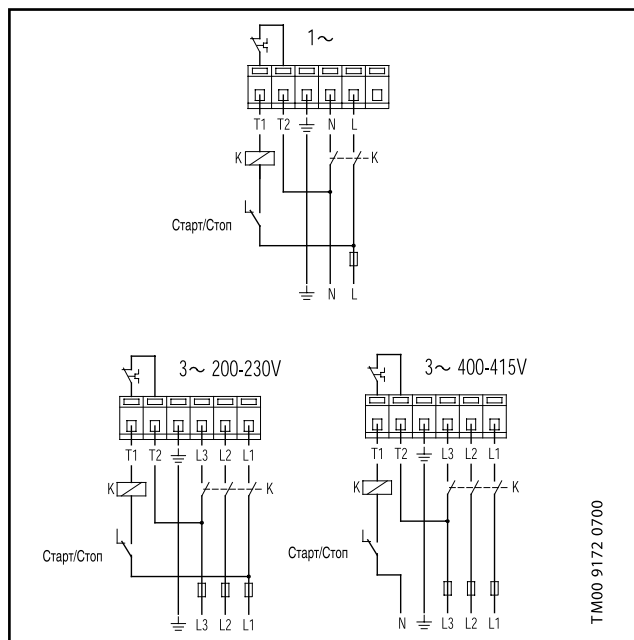 1~
T1 T2 N L
K K
Старт/Стоп
N L
3~ 200-230V
T1 T2 L3 L2 L1
K K
Старт/Стоп
L3 L2 L1
3~ 400-415V
T1 T2 L3 L2 L1
K K
Старт/Стоп
N L3 L2 L1
TM00 9172 0700